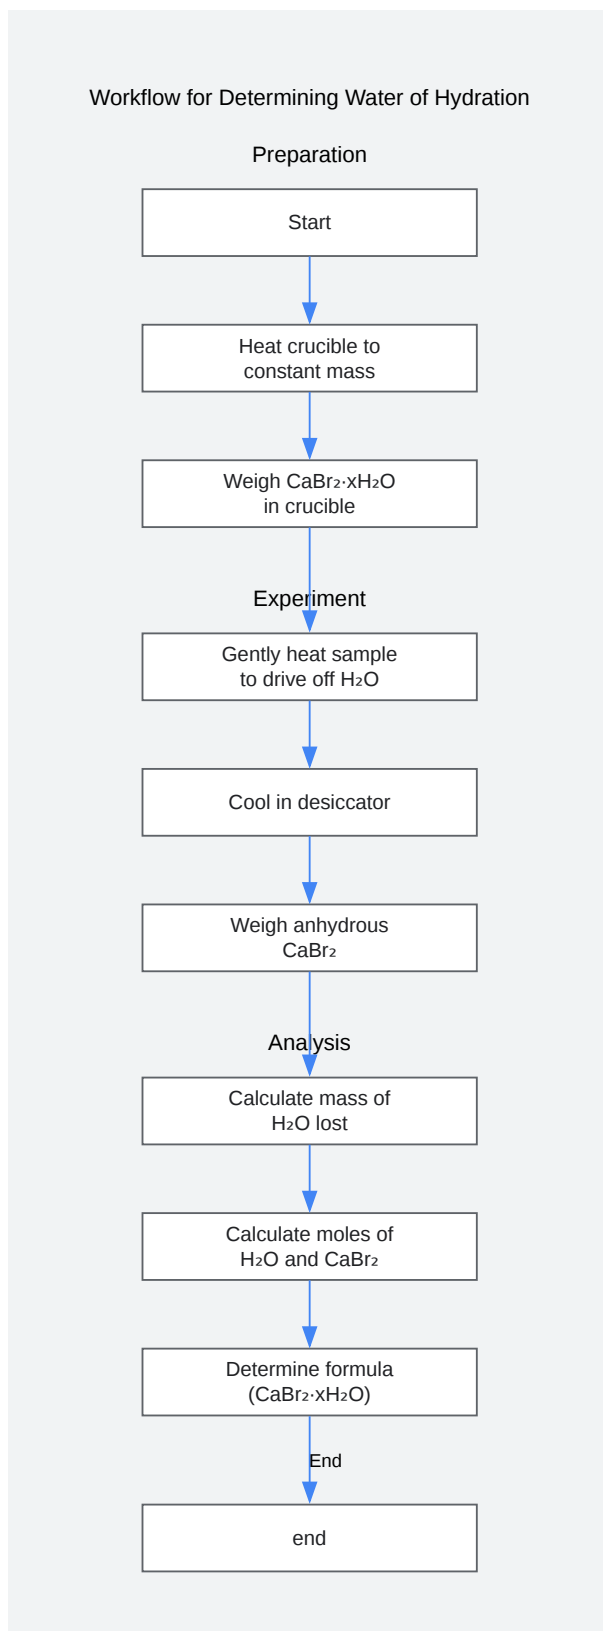 Workflow for Determining Water of Hydration
Preparation
Start
Heat crucible to
constant mass
Weigh CaBr₂·xH₂O
in crucible
Experiment
Gently heat sample
to drive off H₂O
Cool in desiccator
Weigh anhydrous
CaBr₂
Analysis
Calculate mass of
H₂O lost
Calculate moles of
H₂O and CaBr₂
Determine formula
(CaBr₂·xH₂O)
End
end